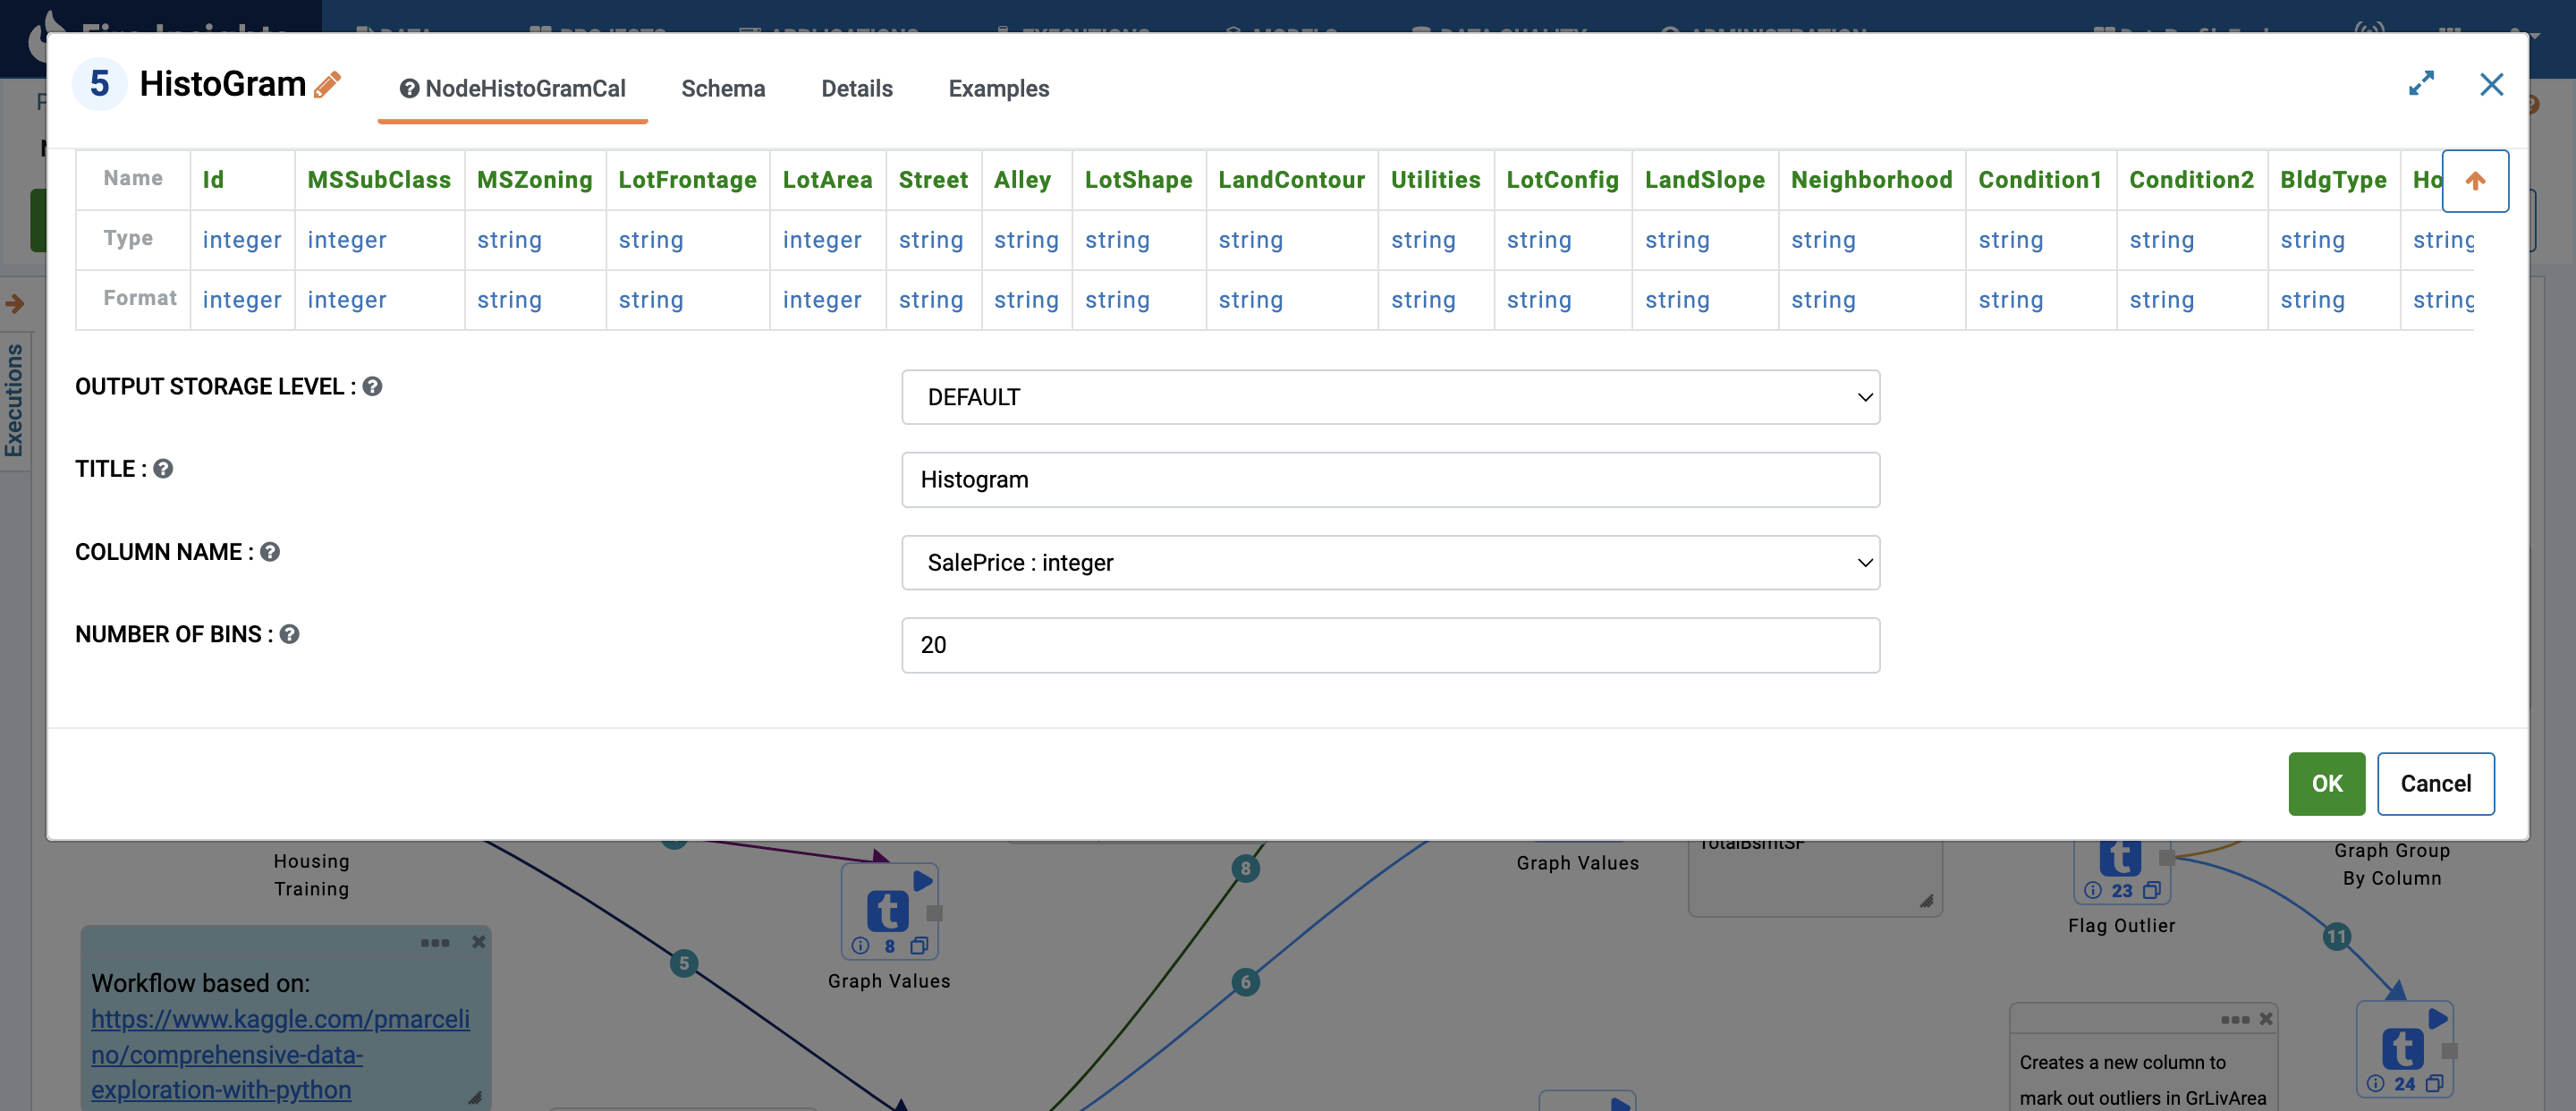 5 HistoGram
NodeHistoGramCal Schema Details Examples
Name Id MSSubClass MSZoning LotFrontage LotArea Street Alley LotShape LandContour Utilities LotConfig LandSlope Neighborhood Condition1 Condition2 BldgType Ho
Type integer integer string string integer string string string string string string string string string string string string
Format integer integer string string integer string string string string string string string string string string string string
Executions
OUTPUT STORAGE LEVEL :
DEFAULT
TITLE :
Histogram
COLUMN NAME :
SalePrice : integer
NUMBER OF BINS :
20
OK Cancel
Housing
Training
8
Graph Values
5
8
6
Graph Values
TotalBsmtSF
23
Flag Outlier
Graph Group
By Column
11
24
Workflow based on:
https://www.kaggle.com/pmarceli
no/comprehensive-data-
exploration-with-python
Creates a new column to
mark out outliers in GrLivArea